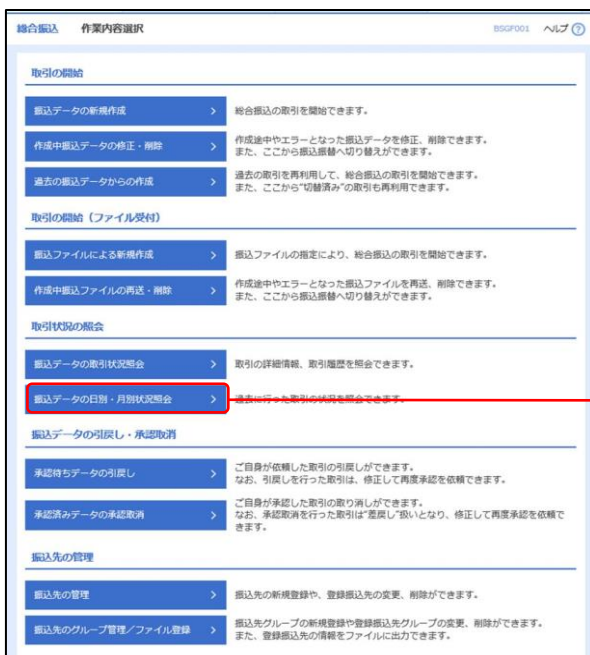 総合振込 作業内容選択 BSGF001 ヘルプ ?
取引の開始
振込データの新規作成 > 総合振込の取引を開始できます。
作成中振込データの修正・削除 > 作成途中やエラーとなった振込データを修正、削除できます。
また、ここから振込振替へ切り替えができます。
過去の振込データからの作成 > 過去の取引を再利用して、総合振込の取引を開始できます。
また、ここから"切替済み"の取引も再利用できます。
取引の開始（ファイル受付）
振込ファイルによる新規作成 > 振込ファイルの指定により、総合振込の取引を開始できます。
作成中振込ファイルの再送・削除 > 作成途中やエラーとなった振込ファイルを再送、削除できます。
また、ここから振込振替へ切り替えができます。
取引状況の照会
振込データの取引状況照会 > 取引の詳細情報、取引履歴を照会できます。
振込データの日別・月別状況照会 > 過去に行った取引の状況を照会できます。
振込データの引戻し・承認取消
承認待ちデータの引戻し > ご自身が依頼した取引の引戻しができます。
なお、引戻しを行った取引は、修正して再度承認を依頼できます。
承認済みデータの承認取消 > ご自身が承認した取引の取り消しができます。
なお、承認取消を行った取引は"差戻し"扱いとなり、修正して再度承認を依頼で
きます。
振込先の管理
振込先の管理 > 振込先の新規登録や、登録振込先の変更、削除ができます。
振込先のグループ管理／ファイル登録 > 振込先グループの新規登録や登録振込先グループの変更、削除ができます。
また、登録振込先の情報をファイルに出力できます。